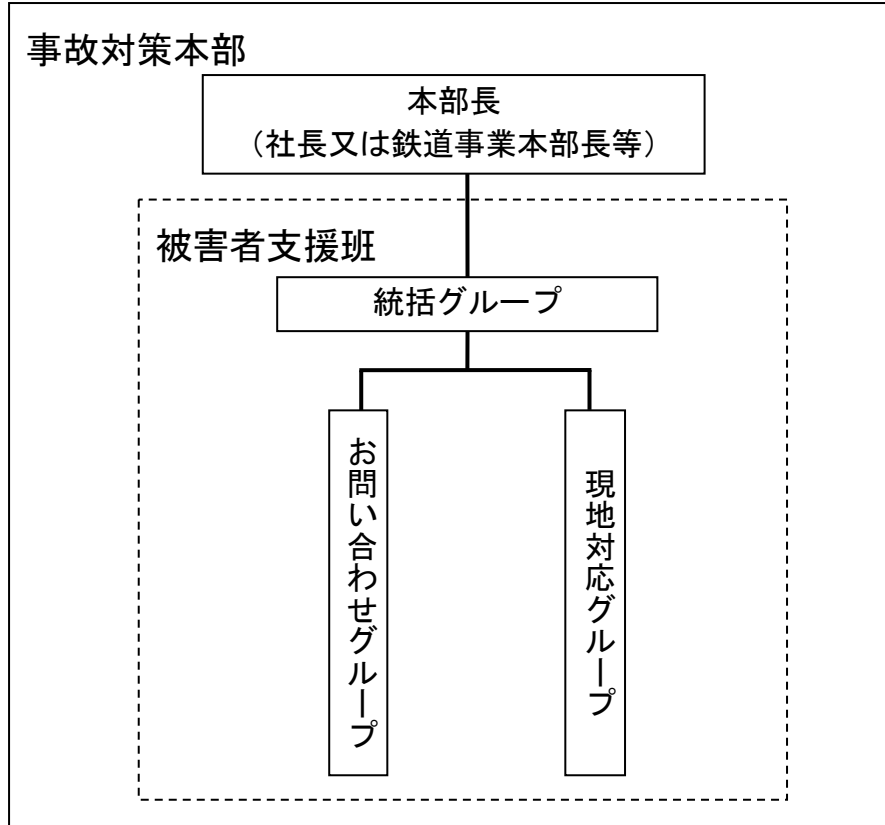 事故対策本部
本部長
（社長又は鉄道事業本部長等）
被害者支援班
統括グループ
お問い合わせグループ
現地対応グループ